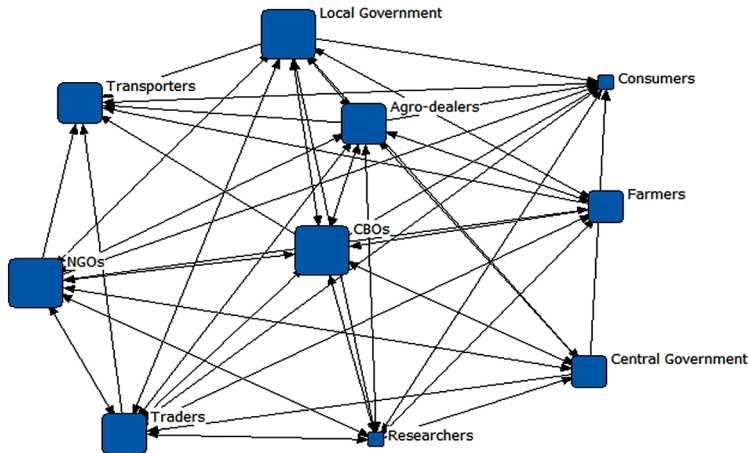 Local Government
Consumers
Transporters
Agro-dealers
Farmers
CBOs
NGOs
Central Government
Traders
Researchers